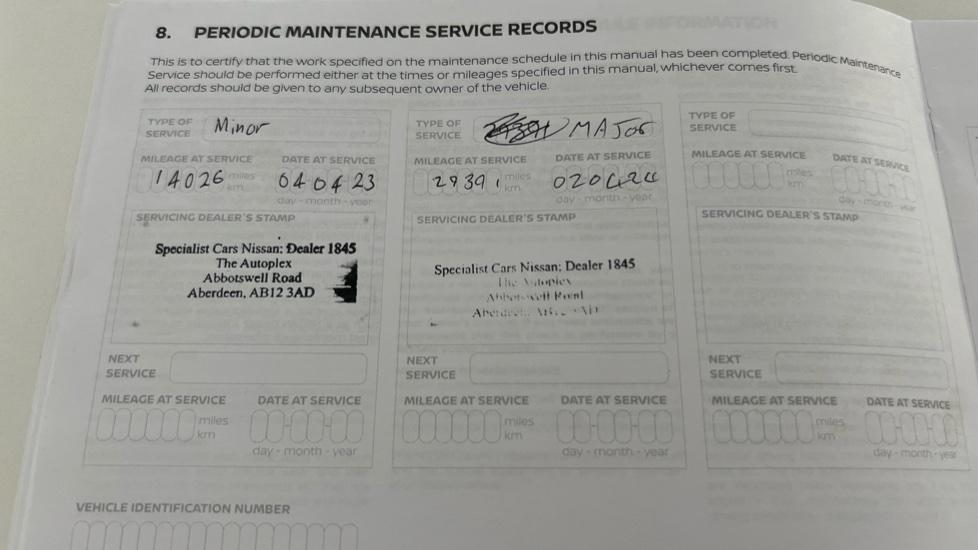 8. PERIODIC MAINTENANCE SERVICE RECORDS
This is to certify that the work specified on the maintenance schedule in this manual has been completed. Periodic Maintenance
Service should be performed either at the times or mileages specified in this manual, whichever comes first.
All records should be given to any subsequent owner of the vehicle.
TYPE OF SERVICE Minor
MILEAGE AT SERVICE DATE AT SERVICE
14026 miles km 04 04 23
day - month - year
SERVICING DEALER'S STAMP
Specialist Cars Nissan: Dealer 1845
The Autoplex
Abbotswell Road
Aberdeen, AB12 3AD
NEXT SERVICE
MILEAGE AT SERVICE DATE AT SERVICE
miles km
day - month - year
TYPE OF SERVICE MAJOR
MILEAGE AT SERVICE DATE AT SERVICE
miles km 02 04 24
day - month - year
SERVICING DEALER'S STAMP
Specialist Cars Nissan: Dealer 1845
The Autoplex
Abbotswell Road
NEXT SERVICE
MILEAGE AT SERVICE DATE AT SERVICE
miles km
day - month - year
TYPE OF SERVICE
MILEAGE AT SERVICE DATE AT SERVICE
miles km
day - month - year
SERVICING DEALER'S STAMP
NEXT SERVICE
MILEAGE AT SERVICE DATE AT SERVICE
miles km
day - month - year
VEHICLE IDENTIFICATION NUMBER